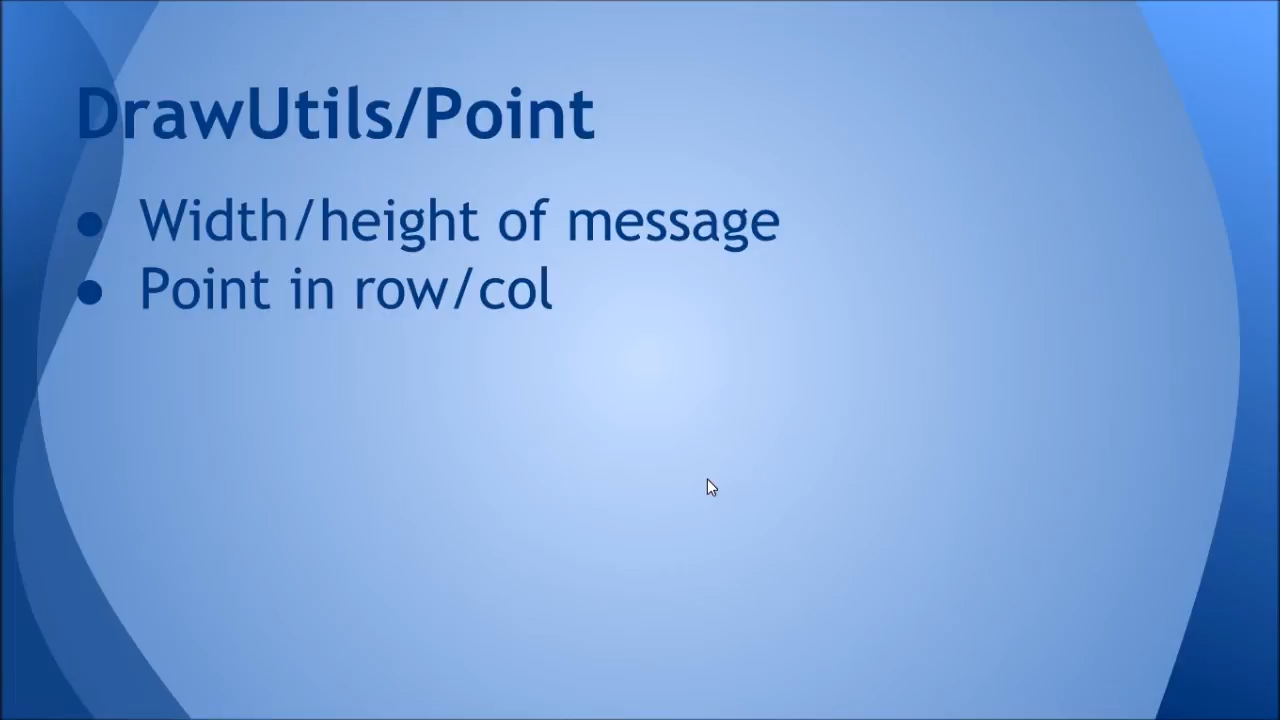 DrawUtils/Point
● Width/height of message
● Point in row/col